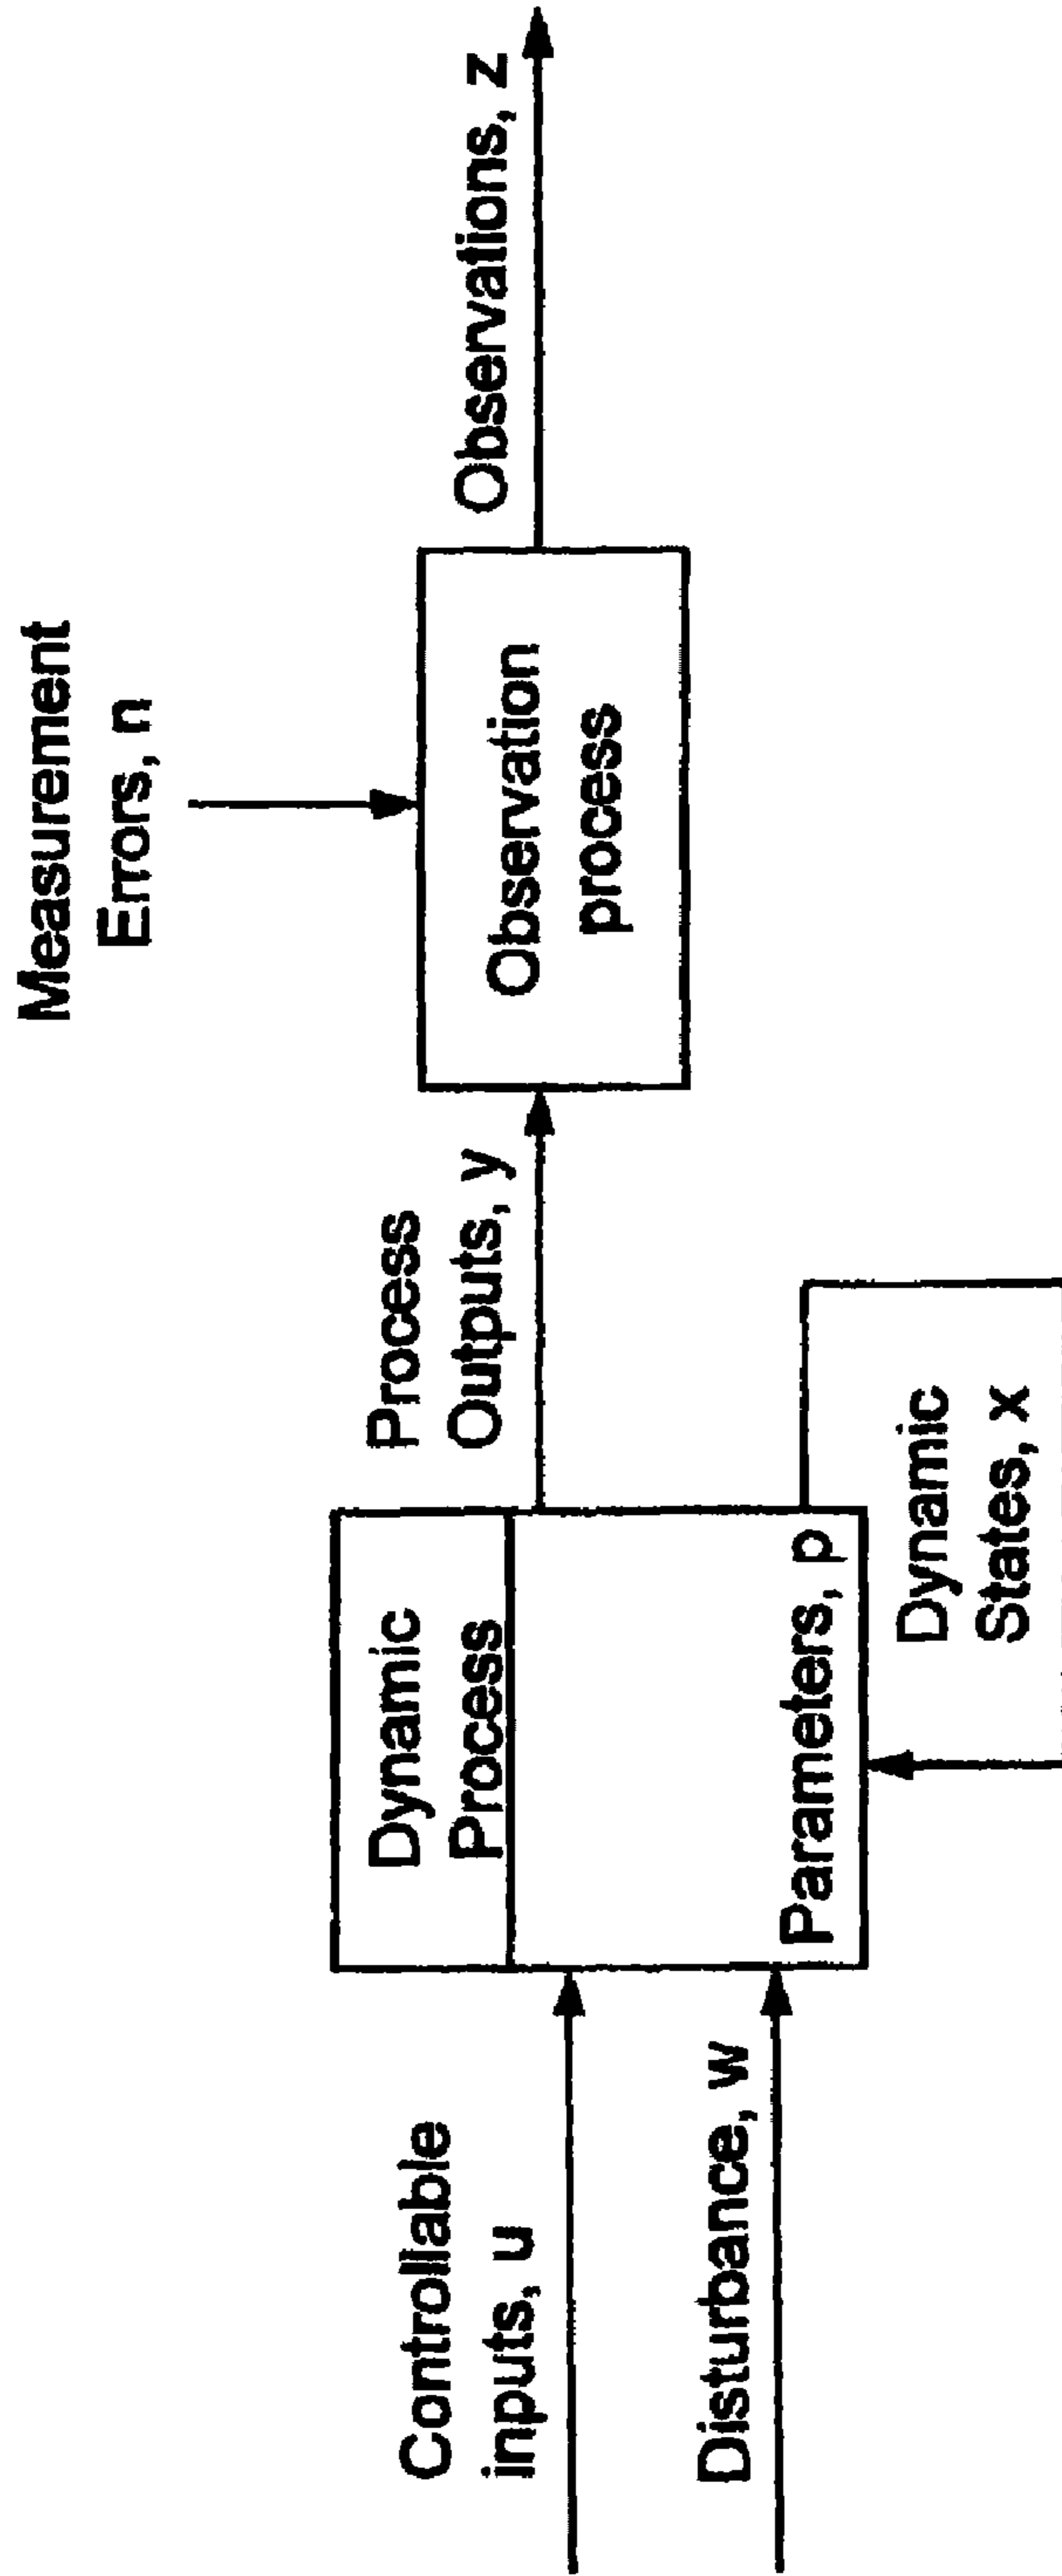 Controllable
inputs, u
Disturbance, w
Dynamic
Process
Parameters, p
Dynamic
States, x
Process
Outputs, y
Measurement
Errors, n
Observation
process
Observations, z